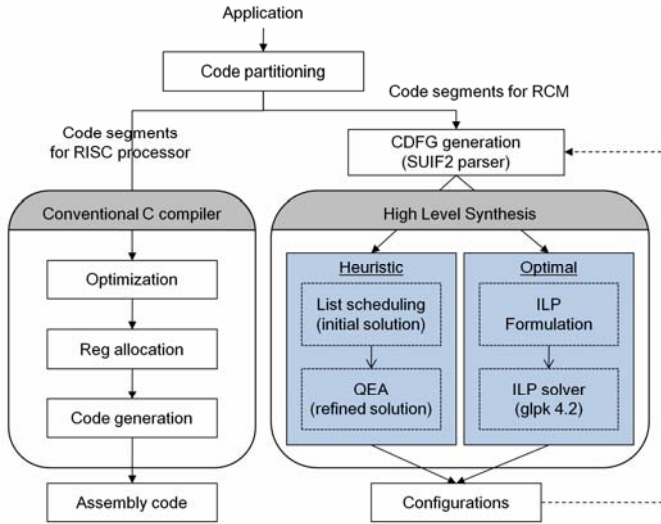 Application
Code partitioning
Code segments for RCM
Code segments
for RISC processor
CDFG generation
(SUIF2 parser)
Conventional C compiler
Optimization
Reg allocation
Code generation
Assembly code
High Level Synthesis
Heuristic
List scheduling
(initial solution)
QEA
(refined solution)
Optimal
ILP
Formulation
ILP solver
(glpk 4.2)
Configurations